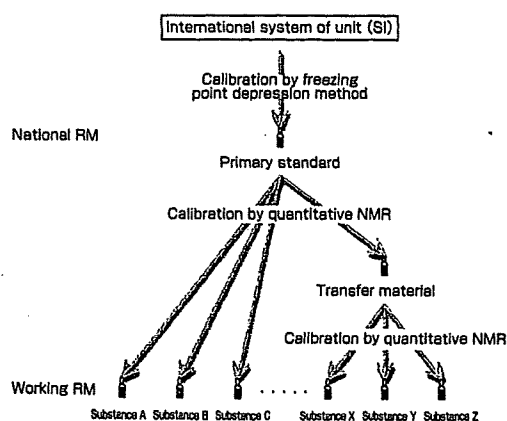 International system of unit (SI)
Calibration by freezing
point depression method
National RM
Primary standard
Calibration by quantitative NMR
Transfer material
Calibration by quantitative NMR
Working RM
Substance A Substance B Substance C Substance X Substance Y Substance Z